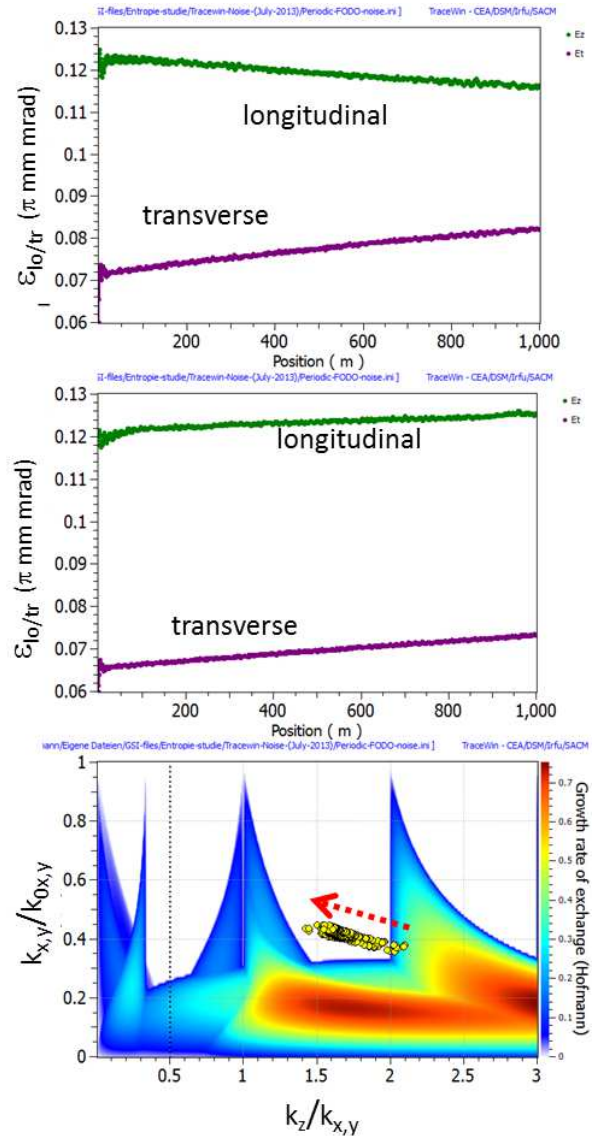 iI-files/Entropie-studie/Tracewin-Noise-(July-2013)/Periodic-FODO-noise.ini ] TraceWin - CEA/DSM/Irfu/SACM
0.13
0.12
0.11
0.1
0.09
0.08
0.07
0.06
εlo/tr (π mm mrad)
longitudinal
transverse
Ez
Et
200 400 600 800 1,000
Position ( m )
iI-files/Entropie-studie/Tracewin-Noise-(July-2013)/Periodic-FODO-noise.ini ] TraceWin - CEA/DSM/Irfu/SACM
0.13
0.12
0.11
0.1
0.09
0.08
0.07
0.06
εlo/tr (π mm mrad)
longitudinal
transverse
Ez
Et
200 400 600 800 1,000
Position ( m )
ann/Eigene Dateien/GSI-files/Entropie-studie/Tracewin-Noise-(July-2013)/Periodic-FODO-noise.ini ] TraceWin - CEA/DSM/Irfu/SACM
1
0.8
0.6
0.4
0.2
0
kx,y/k0x,y
0.5 1 1.5 2 2.5 3
kz/kx,y
0.7
0.6
0.5
0.4
0.3
0.2
0.1
0
Growth rate of exchange (Hofmann)